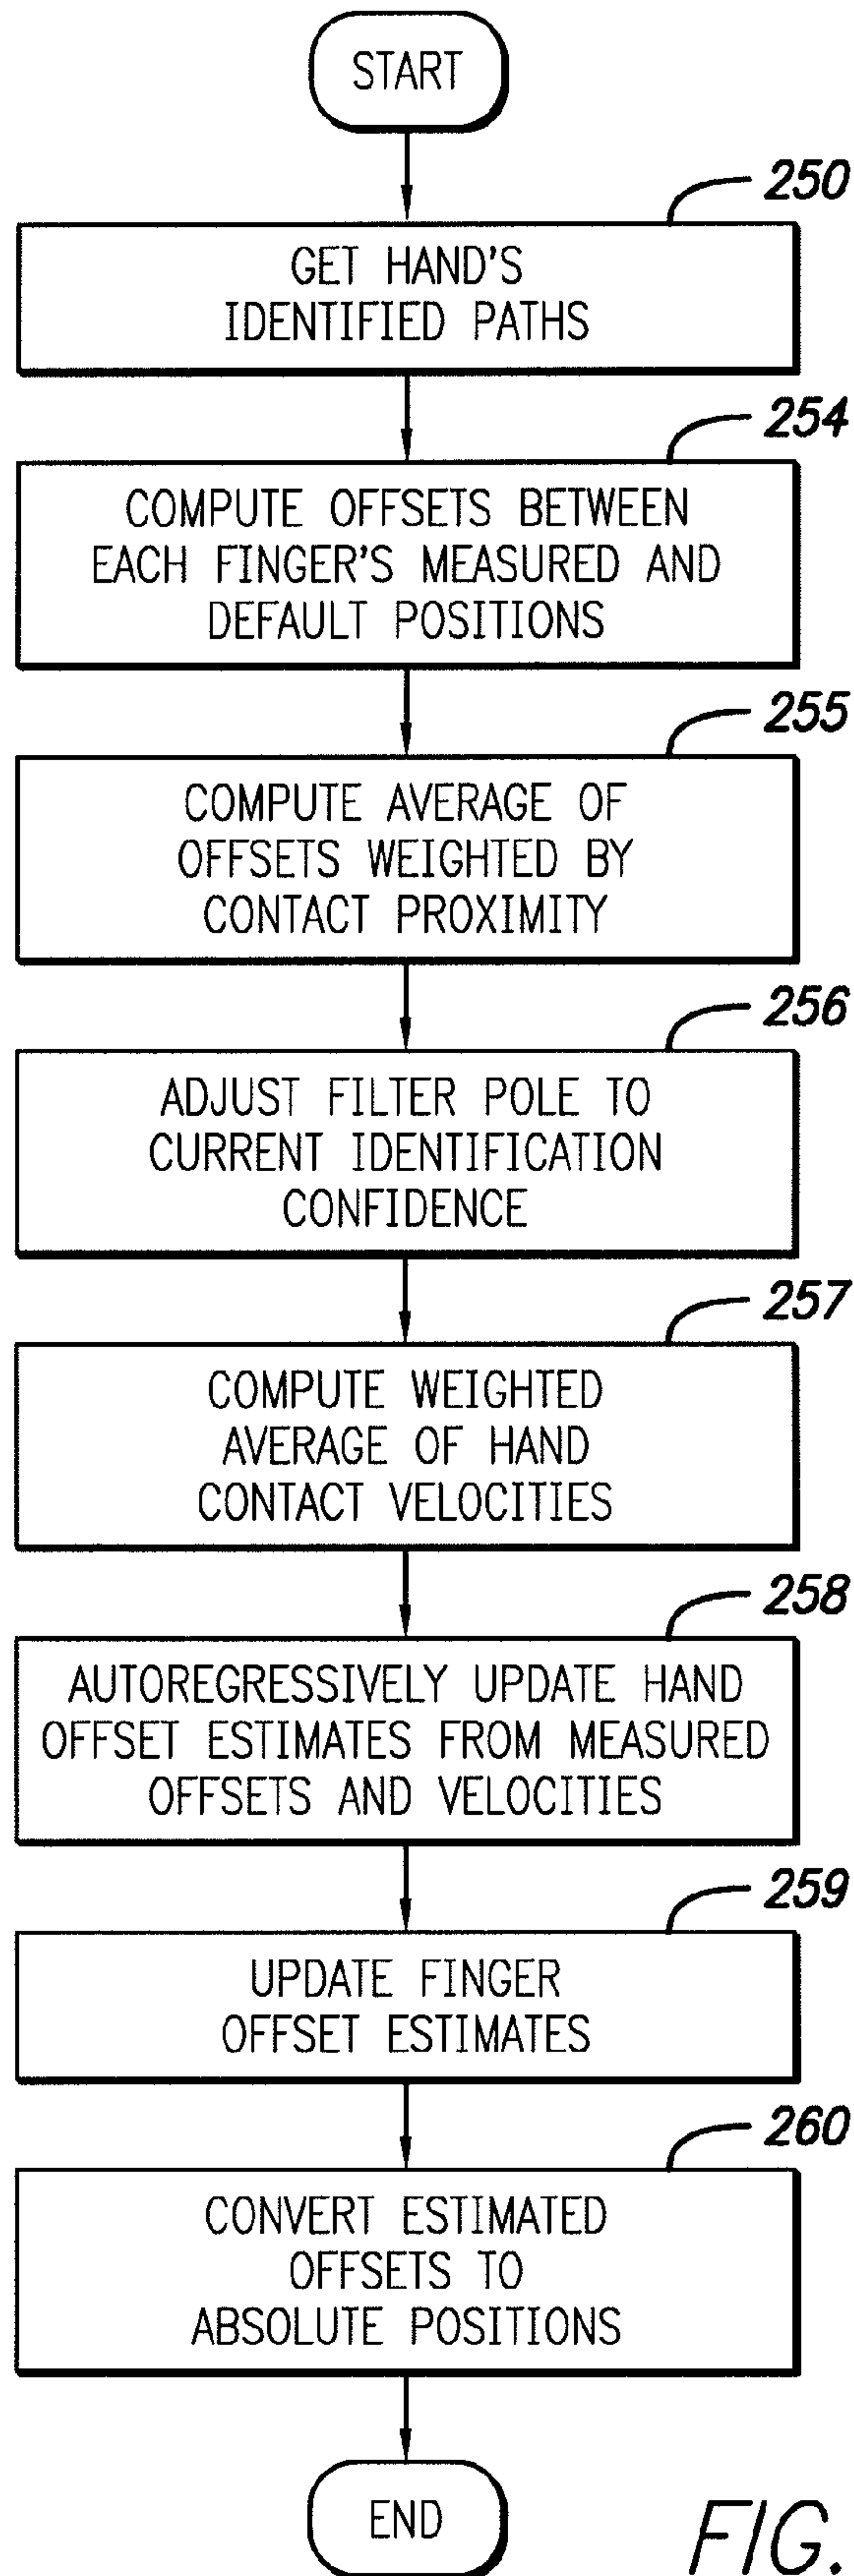 START
250
GET HAND'S
IDENTIFIED PATHS
254
COMPUTE OFFSETS BETWEEN
EACH FINGER'S MEASURED AND
DEFAULT POSITIONS
255
COMPUTE AVERAGE OF
OFFSETS WEIGHTED BY
CONTACT PROXIMITY
256
ADJUST FILTER POLE TO
CURRENT IDENTIFICATION
CONFIDENCE
257
COMPUTE WEIGHTED
AVERAGE OF HAND
CONTACT VELOCITIES
258
AUTOREGRESSIVELY UPDATE HAND
OFFSET ESTIMATES FROM MEASURED
OFFSETS AND VELOCITIES
259
UPDATE FINGER
OFFSET ESTIMATES
260
CONVERT ESTIMATED
OFFSETS TO
ABSOLUTE POSITIONS
END
FIG.